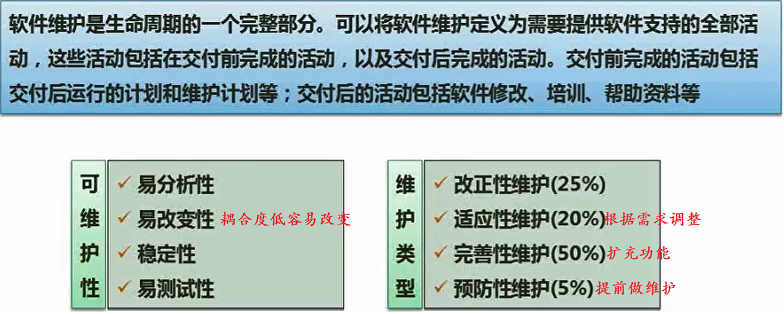 软件维护是生命周期的一个完整部分。可以将软件维护定义为需要提供软件支持的全部活
动，这些活动包括在交付前完成的活动，以及交付后完成的活动。交付前完成的活动包括
交付后运行的计划和维护计划等；交付后的活动包括软件修改、培训、帮助资料等
可维护性
易分析性
易改变性 耦合度低容易改变
稳定性
易测试性
维护类型
改正性维护(25%)
适应性维护(20%)根据需求调整
完善性维护(50%)扩充功能
预防性维护(5%)提前做维护